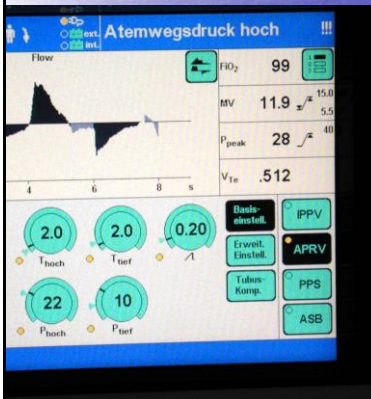 ext.
int.
Atemwegsdruck hoch !!!
Flow
FiO2 99
MV 11.9 15.0
5.5
Ppeak 28 40
VTe .512
4 6 8 s
Basis-
einstell.
IPPV
2.0 2.0 0.20
Thoch Ttief
Erweit.
Einstell.
APRV
Tubus-
Komp.
PPS
22 10
Phoch Ptief
ASB